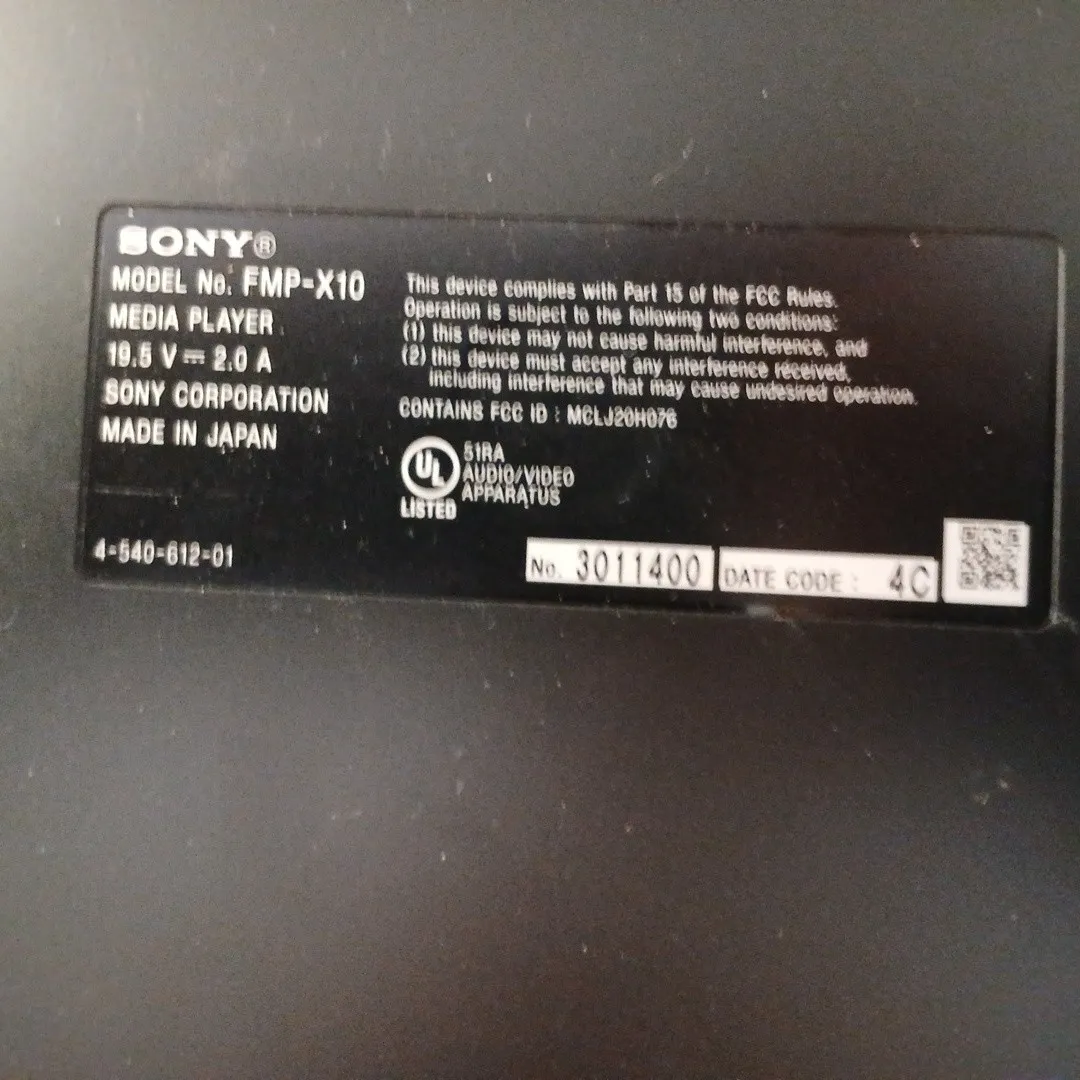 SONY®
MODEL No. FMP-X10
MEDIA PLAYER
19.5 V ⎓ 2.0 A
SONY CORPORATION
MADE IN JAPAN
4-540-612-01
This device complies with Part 15 of the FCC Rules.
Operation is subject to the following two conditions:
(1) this device may not cause harmful interference, and
(2) this device must accept any interference received,
including interference that may cause undesired operation.
CONTAINS FCC ID : MCLJ20H076
UL
LISTED
51RA
AUDIO/VIDEO
APPARATUS
No. 3011400
DATE CODE : 4C